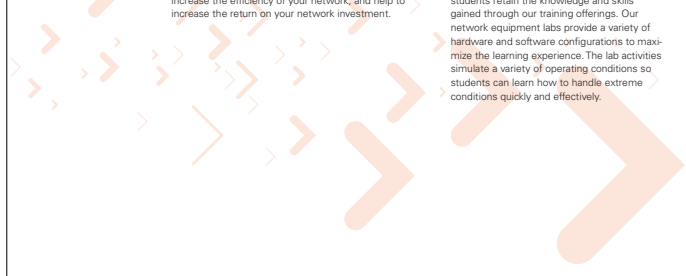 increase the efficiency of your network, and help to
increase the return on your network investment.
students retain the knowledge and skills
gained through our training offerings. Our
network equipment labs provide a variety of
hardware and software configurations to maxi-
mize the learning experience. The lab activities
simulate a variety of operating conditions so
students can learn how to handle extreme
conditions quickly and effectively.